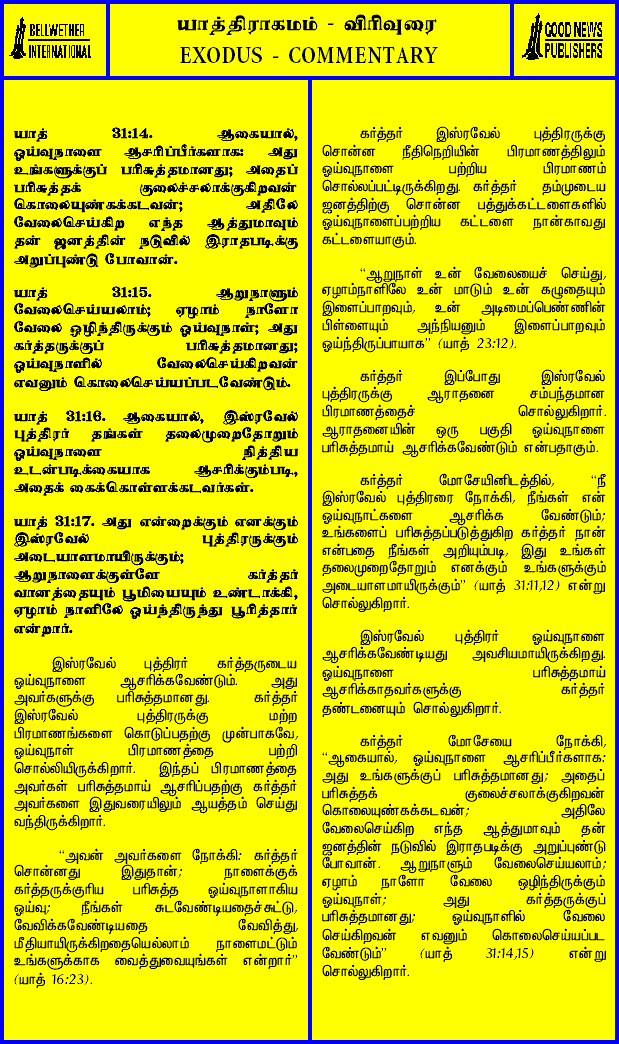 BELLWETHER
INTERNATIONAL
யாத்திராகமம் - விரிவுரை
EXODUS - COMMENTARY
GOOD NEWS
PUBLISHERS
யாத் 31:14. ஆகையால்,
ஓய்வுநாளை ஆசரிப்பீர்களாக: அது
உங்களுக்குப் பரிசுத்தமானது; அதைப்
பரிசுத்தக் குலைச்சலாக்குகிறவன்
கொலையுண்கக்கடவன்; அதிலே
வேலைசெய்கிற எந்த ஆத்துமாவும்
தன் ஜனத்தின் நடுவில் இராதபடிக்கு
அறுப்புண்டு போவான்.
யாத் 31:15. ஆறுநாளும்
வேலைசெய்யலாம்; ஏழாம் நாளோ
வேலை ஒழிந்திருக்கும் ஓய்வுநாள்; அது
கர்த்தருக்குப் பரிசுத்தமானது;
ஓய்வுநாளில் வேலைசெய்கிறவன்
எவனும் கொலைசெய்யப்படவேண்டும்.
யாத் 31:16. ஆகையால், இஸ்ரவேல்
புத்திரர் தங்கள் தலைமுறைதோறும்
ஓய்வுநாளை நித்திய
உடன்படிக்கையாக ஆசரிக்கும்படி,
அதைக் கைக்கொள்ளக்கடவர்கள்.
யாத் 31:17. அது என்றைக்கும் எனக்கும்
இஸ்ரவேல் புத்திரருக்கும்
அடையாளமாயிருக்கும்;
ஆறுநாளைக்குள்ளே கர்த்தர்
வானத்தையும் பூமியையும் உண்டாக்கி,
ஏழாம் நாளிலே ஓய்ந்திருந்து பூரித்தார்
என்றார்.
இஸ்ரவேல் புத்திரர் கர்த்தருடைய
ஓய்வுநாளை ஆசரிக்கவேண்டும். அது
அவர்களுக்கு பரிசுத்தமானது. கர்த்தர்
இஸ்ரவேல் புத்திரருக்கு மற்ற
பிரமாணங்களை கொடுப்பதற்கு முன்பாகவே,
ஓய்வுநாள் பிரமாணத்தை பற்றி
சொல்லியிருக்கிறார். இந்தப் பிரமாணத்தை
அவர்கள் பரிசுத்தமாய் ஆசரிப்பதற்கு கர்த்தர்
அவர்களை இதுவரையிலும் ஆயத்தம் செய்து
வந்திருக்கிறார்.
“அவன் அவர்களை நோக்கி: கர்த்தர்
சொன்னது இதுதான்; நாளைக்குக்
கர்த்தருக்குரிய பரிசுத்த ஓய்வுநாளாகிய
ஓய்வு; நீங்கள் சுடவேண்டியதைச்சுட்டு,
வேவிக்கவேண்டியதை வேவித்து,
மீதியாயிருக்கிறதையெல்லாம் நாளைமட்டும்
உங்களுக்காக வைத்துவையுங்கள் என்றார்”
(யாத் 16:23).
கர்த்தர் இஸ்ரவேல் புத்திரருக்கு
சொன்ன நீதிநெறியின் பிரமாணத்திலும்
ஓய்வுநாளை பற்றிய பிரமாணம்
சொல்லப்பட்டிருக்கிறது. கர்த்தர் தம்முடைய
ஜனத்திற்கு சொன்ன பத்துக்கட்டளைகளில்
ஓய்வுநாளைப்பற்றிய கட்டளை நான்காவது
கட்டளையாகும்.
“ஆறுநாள் உன் வேலையைச் செய்து,
ஏழாம்நாளிலே உன் மாடும் உன் கழுதையும்
இளைப்பாறவும், உன் அடிமைப்பெண்ணின்
பிள்ளையும் அந்நியனும் இளைப்பாறவும்
ஓய்ந்திருப்பாயாக” (யாத் 23:12).
கர்த்தர் இப்போது இஸ்ரவேல்
புத்திரருக்கு ஆராதனை சம்பந்தமான
பிரமாணத்தைச் சொல்லுகிறார்.
ஆராதனையின் ஒரு பகுதி ஓய்வுநாளை
பரிசுத்தமாய் ஆசரிக்கவேண்டும் என்பதாகும்.
கர்த்தர் மோசேயினிடத்தில், “நீ
இஸ்ரவேல் புத்திரரை நோக்கி, நீங்கள் என்
ஓய்வுநாட்களை ஆசரிக்க வேண்டும்;
உங்களைப் பரிசுத்தப்படுத்துகிற கர்த்தர் நான்
என்பதை நீங்கள் அறியும்படி, இது உங்கள்
தலைமுறைதோறும் எனக்கும் உங்களுக்கும்
அடையாளமாயிருக்கும்” (யாத் 31:11,12) என்று
சொல்லுகிறார்.
இஸ்ரவேல் புத்திரர் ஓய்வுநாளை
ஆசரிக்கவேண்டியது அவசியமாயிருக்கிறது.
ஓய்வுநாளை பரிசுத்தமாய்
ஆசரிக்காதவர்களுக்கு கர்த்தர்
தண்டனையும் சொல்லுகிறார்.
கர்த்தர் மோசேயை நோக்கி,
“ஆகையால், ஓய்வுநாளை ஆசரிப்பீர்களாக:
அது உங்களுக்குப் பரிசுத்தமானது; அதைப்
பரிசுத்தக் குலைச்சலாக்குகிறவன்
கொலையுண்கக்கடவன்; அதிலே
வேலைசெய்கிற எந்த ஆத்துமாவும் தன்
ஜனத்தின் நடுவில் இராதபடிக்கு அறுப்புண்டு
போவான். ஆறுநாளும் வேலைசெய்யலாம்;
ஏழாம் நாளோ வேலை ஒழிந்திருக்கும்
ஓய்வுநாள்; அது கர்த்தருக்குப்
பரிசுத்தமானது; ஓய்வுநாளில் வேலை
செய்கிறவன் எவனும் கொலைசெய்யப்பட
வேண்டும்” (யாத் 31:14,15) என்று
சொல்லுகிறார்.